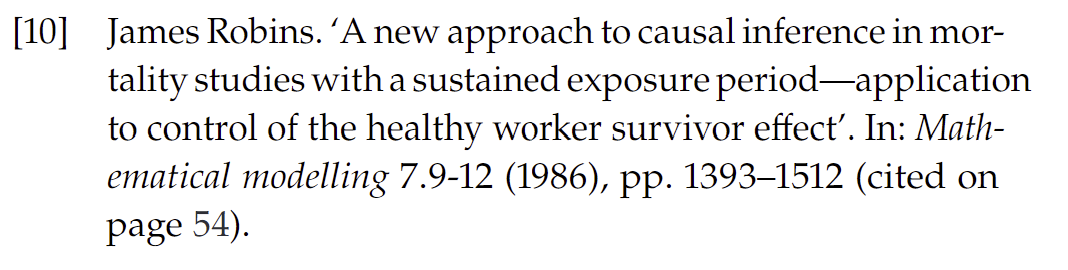 [10] James Robins. ‘A new approach to causal inference in mor-
tality studies with a sustained exposure period—application
to control of the healthy worker survivor effect’. In: Math-
ematical modelling 7.9-12 (1986), pp. 1393–1512 (cited on
page 54).